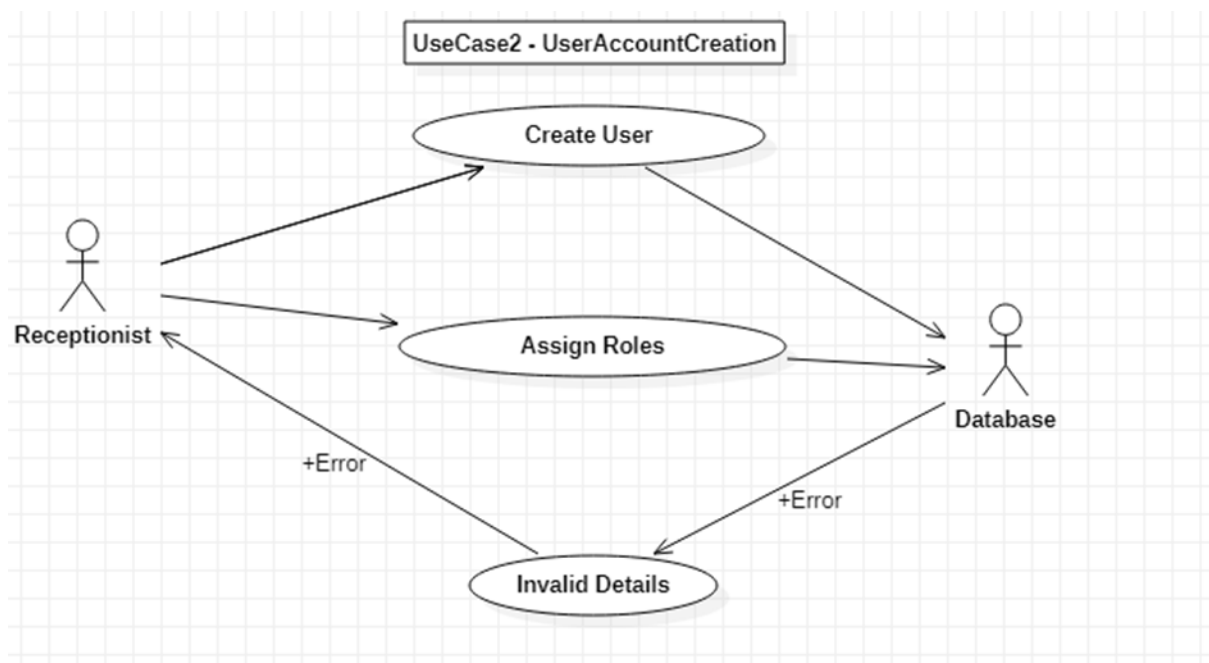 UseCase2 - UserAccountCreation
Create User
Receptionist
Assign Roles
Database
+Error
+Error
Invalid Details